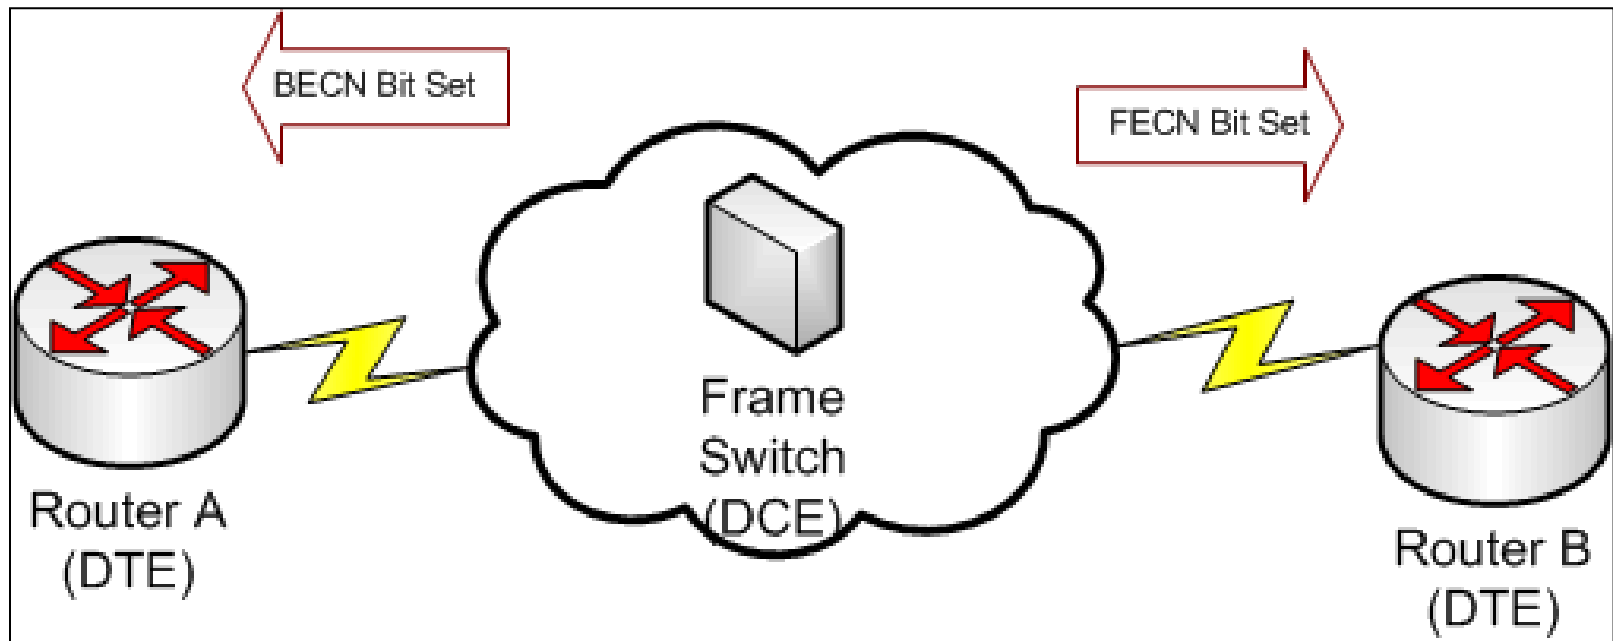 BECN Bit Set
FECN Bit Set
Frame
Switch
(DCE)
Router A
(DTE)
Router B
(DTE)